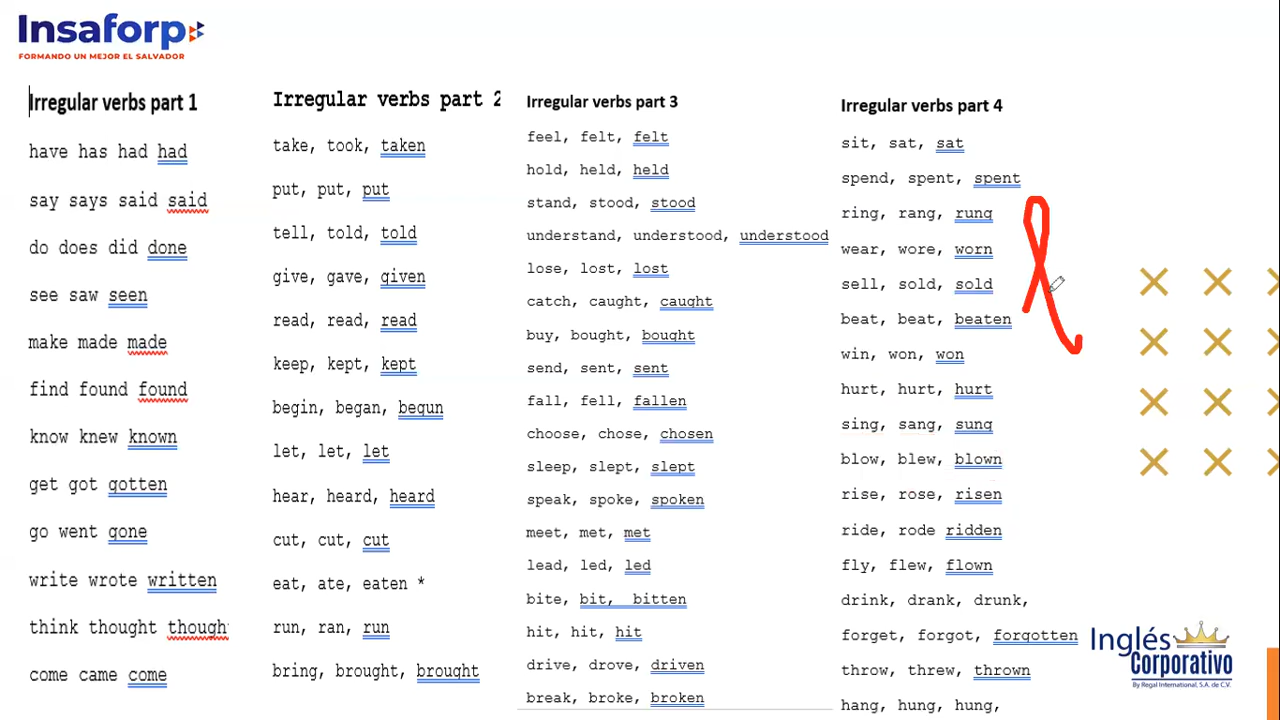 Insaforp
FORMANDO UN MEJOR EL SALVADOR
Irregular verbs part 1
have has had had
say says said said
do does did done
see saw seen
make made made
find found found
know knew known
get got gotten
go went gone
write wrote written
think thought though
come came come
Irregular verbs part 2
take, took, taken
put, put, put
tell, told, told
give, gave, given
read, read, read
keep, kept, kept
begin, began, begun
let, let, let
hear, heard, heard
cut, cut, cut
eat, ate, eaten *
run, ran, run
bring, brought, brought
Irregular verbs part 3
feel, felt, felt
hold, held, held
stand, stood, stood
understand, understood, understood
lose, lost, lost
catch, caught, caught
buy, bought, bought
send, sent, sent
fall, fell, fallen
choose, chose, chosen
sleep, slept, slept
speak, spoke, spoken
meet, met, met
lead, led, led
bite, bit, bitten
hit, hit, hit
drive, drove, driven
break, broke, broken
Irregular verbs part 4
sit, sat, sat
spend, spent, spent
ring, rang, rung
wear, wore, worn
sell, sold, sold
beat, beat, beaten
win, won, won
hurt, hurt, hurt
sing, sang, sung
blow, blew, blown
rise, rose, risen
ride, rode ridden
fly, flew, flown
drink, drank, drunk,
forget, forgot, forgotten
throw, threw, thrown
hang, hung, hung,
Inglés
Corporativo
By Regal International, S.A. de C.V.